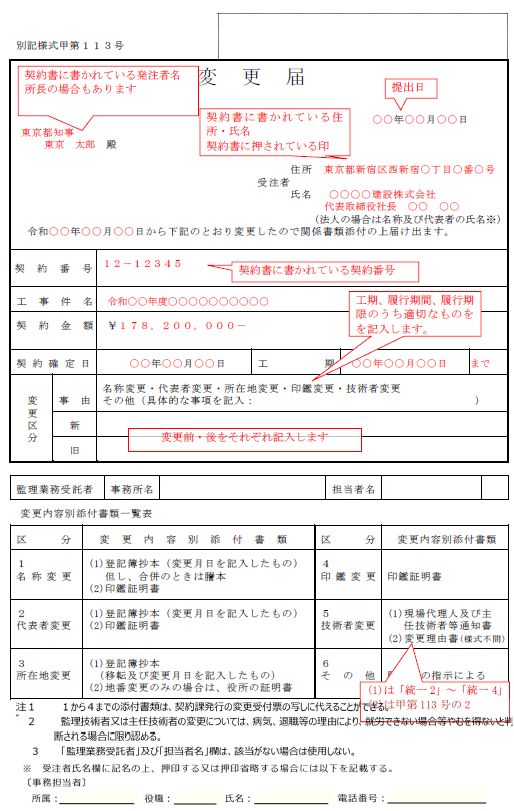 別記様式甲第１１３号
変　更　届
契約書に書かれている発注者名
所長の場合もあります
提出日
○○年○○月○○日
契約書に書かれている住
所・氏名
契約書に押されている印
東京都知事
東京　太郎　殿
住所　東京都新宿区西新宿○丁目○番○号
受注者
氏名　○○○○建設株式会社
代表取締役社長　○○　○○
（法人の場合は名称及び代表者の氏名※）
令和○○年○○月○○日から下記のとおり変更したので関係書類添付の上届け出ます。
契約番号　１２－１２３４５
契約書に書かれている契約番号
工事件名　令和○○年度○○○○○○○○○○
工期、履行期間、履行期
限のうち適切なものを
を記入します。
契約金額　￥１７８，２００，０００－
契約確定日　○○年○○月○○日　工　期　○○年○○月○○日　まで
変更区分
事由　名称変更・代表者変更・所在地変更・印鑑変更・技術者変更
その他（具体的な事項を記入：　）
新
変更前・後をそれぞれ記入します
旧
監理業務受託者　事務所名　担当者名
変更内容別添付書類一覧表
区　分　変更内容別添付書類　区　分　変更内容別添付書類
１
名称変更
(1)登記簿抄本（変更月日を記入したもの）
但し、合併のときは謄本
(2)印鑑証明書
４
印鑑変更　印鑑証明書
２
代表者変更
(1)登記簿抄本（変更月日を記入したもの）
(2)印鑑証明書
５
技術者変更
(1)現場代理人及び主
任技術者等通知書
(2)変更理由書(様式不問)
３
所在地変更
(1)登記簿抄本
(移転及び変更月日を記入したもの)
(2)地番変更のみの場合は、役所の証明書
６
その他　の指示による
(1)は「統一２」～「統一４」
は甲第113号の２
注１　１から４までの添付書類は、契約課発行の変更受付票の写しに代えることができる。
２　監理技術者又は主任技術者の変更については、病気、退職等の理由により、就労できない場合等やむを得ないと判
断される場合に限り認める。
３　「監理業務受託者」及び「担当者名」欄は、該当がない場合は使用しない。
※　受注者氏名欄に記名の上、押印する又は押印省略する場合には以下を記載する。
〔事務担当者〕
所属：　役職：　氏名：　電話番号：